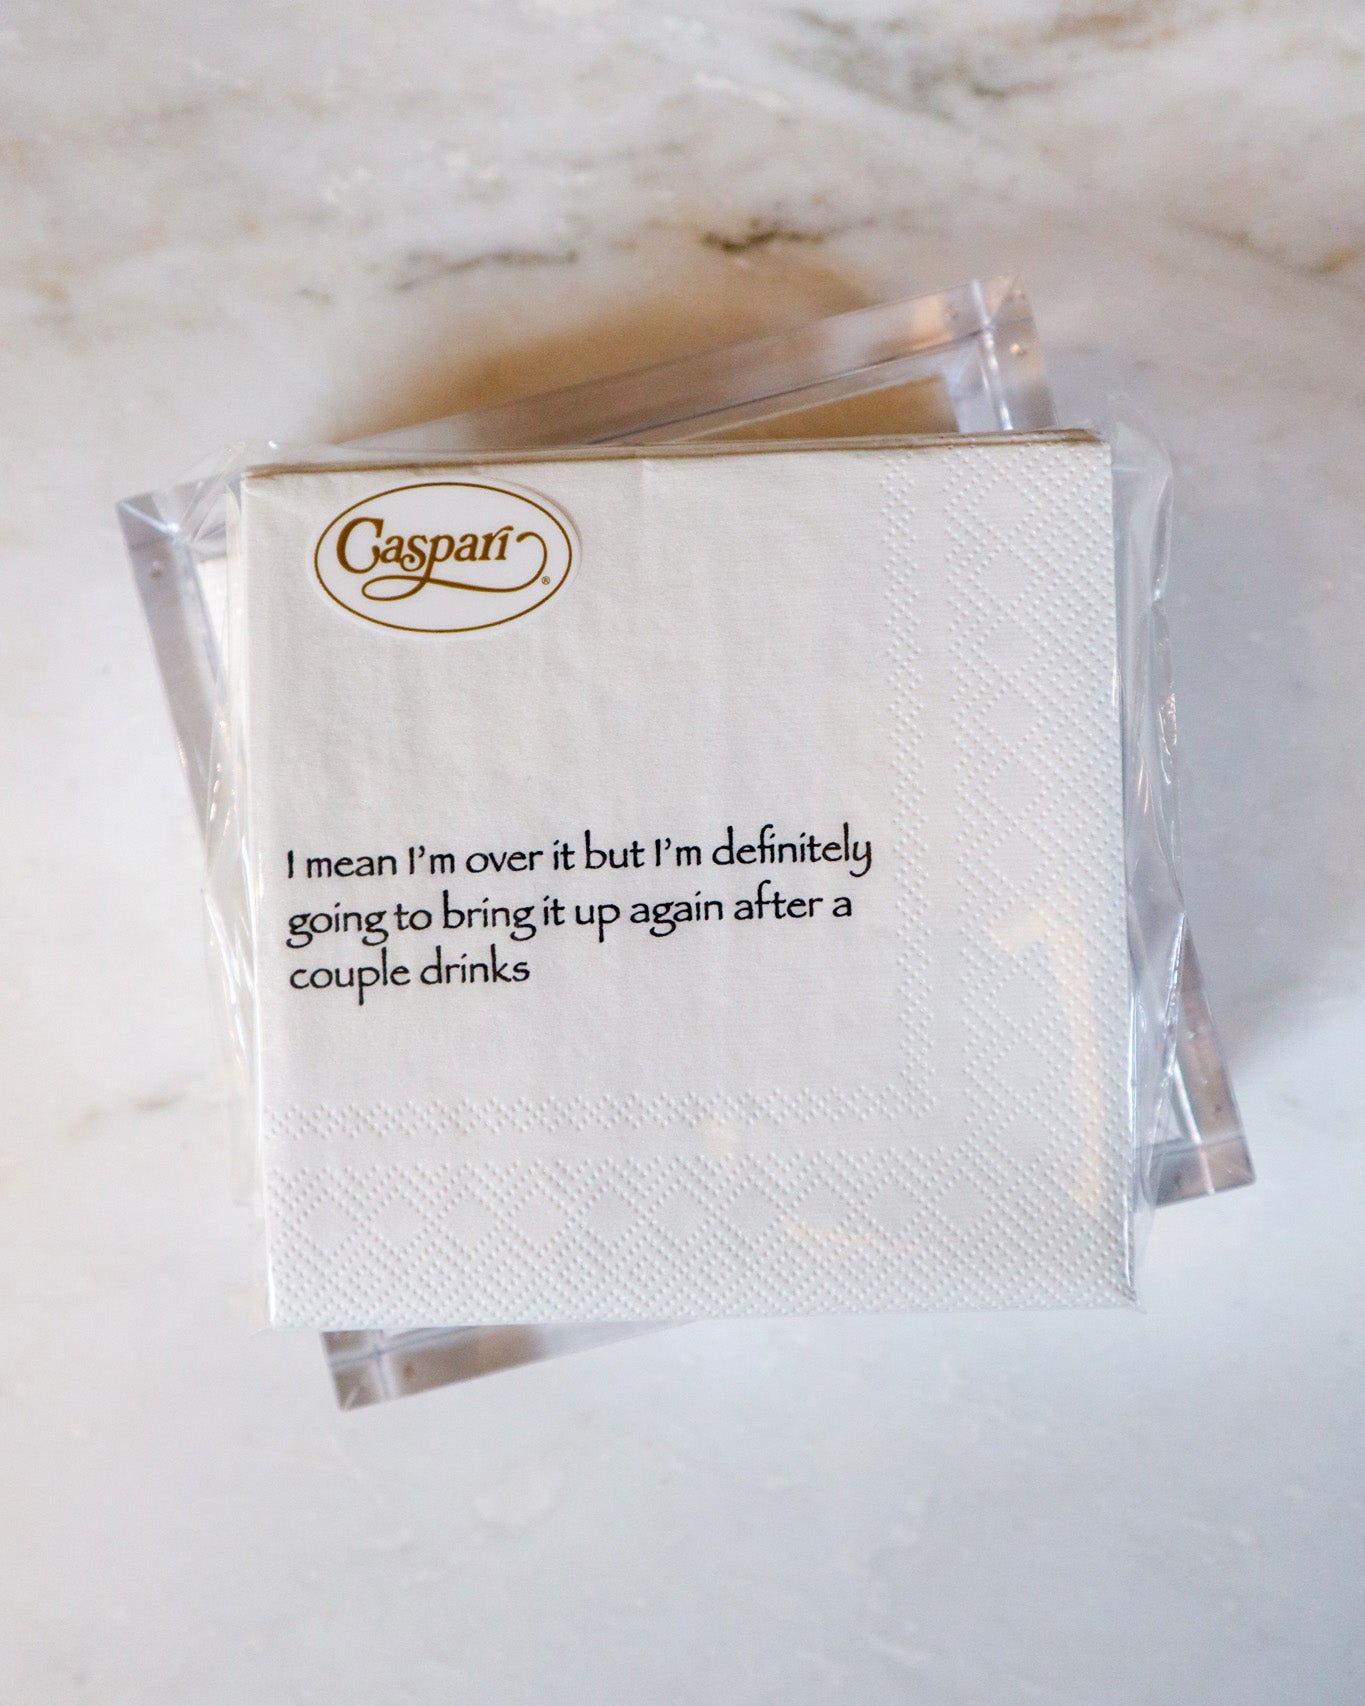 Caspari®
I mean I'm over it but I'm definitely
going to bring it up again after a
couple drinks